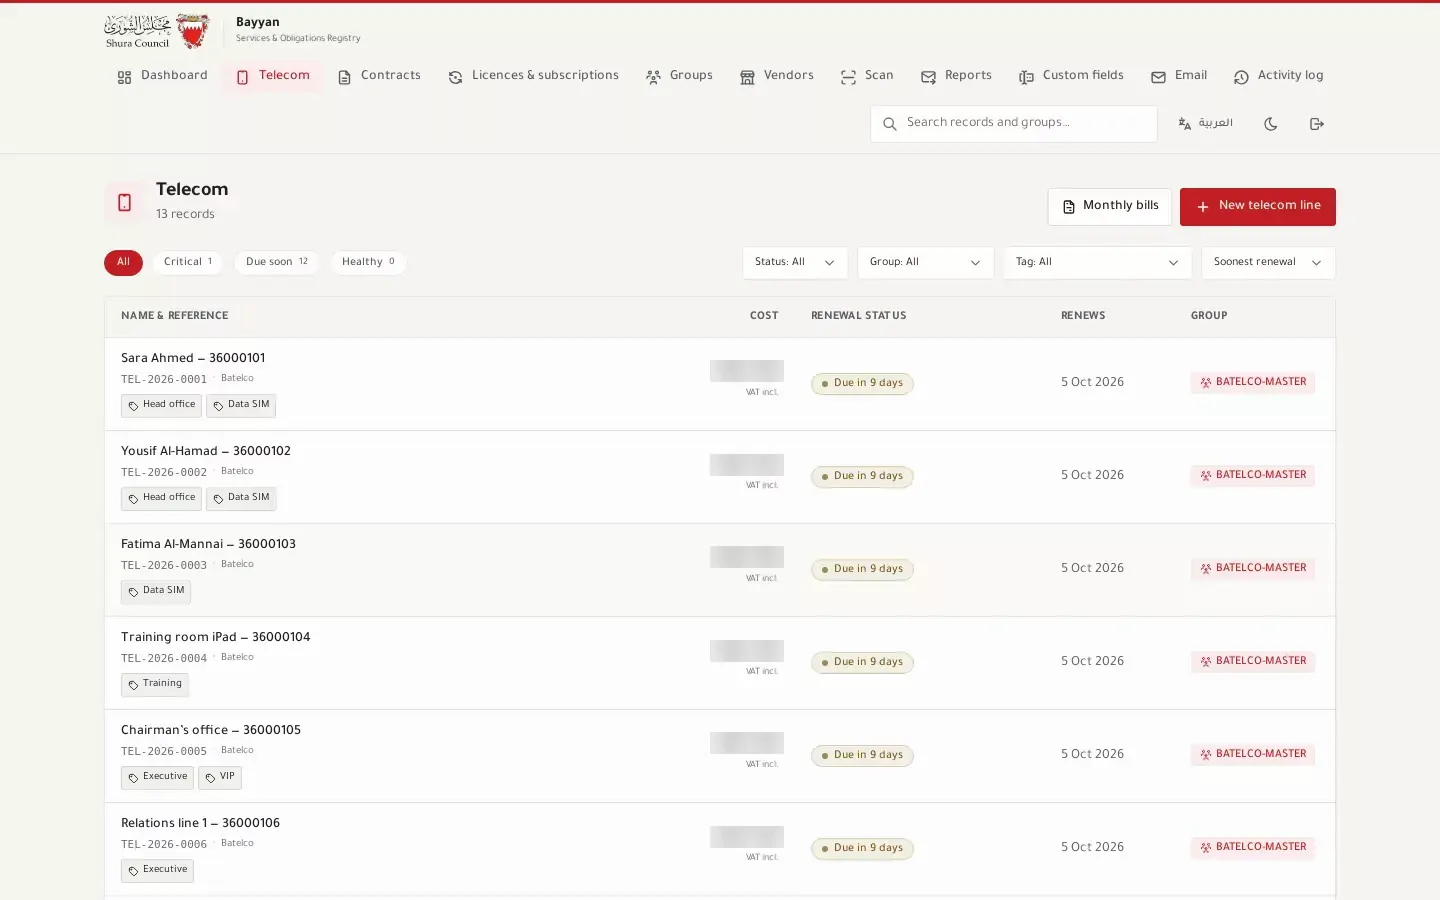 مجلس الشورى
Shura Council
Bayyan
Services & Obligations Registry
Dashboard
Telecom
Contracts
Licences & subscriptions
Groups
Vendors
Scan
Reports
Custom fields
Email
Activity log
Search records and groups…
العربية
Telecom
13 records
Monthly bills
New telecom line
All
Critical 1
Due soon 12
Healthy 0
Status: All
Group: All
Tag: All
Soonest renewal
NAME & REFERENCE COST RENEWAL STATUS RENEWS GROUP
Sara Ahmed – 36000101
TEL-2026-0001 · Batelco
Head office Data SIM
VAT incl.
Due in 9 days
5 Oct 2026
BATELCO-MASTER
Yousif Al-Hamad – 36000102
TEL-2026-0002 · Batelco
Head office Data SIM
VAT incl.
Due in 9 days
5 Oct 2026
BATELCO-MASTER
Fatima Al-Mannai – 36000103
TEL-2026-0003 · Batelco
Data SIM
VAT incl.
Due in 9 days
5 Oct 2026
BATELCO-MASTER
Training room iPad – 36000104
TEL-2026-0004 · Batelco
Training
VAT incl.
Due in 9 days
5 Oct 2026
BATELCO-MASTER
Chairman's office – 36000105
TEL-2026-0005 · Batelco
Executive VIP
VAT incl.
Due in 9 days
5 Oct 2026
BATELCO-MASTER
Relations line 1 – 36000106
TEL-2026-0006 · Batelco
Executive
VAT incl.
Due in 9 days
5 Oct 2026
BATELCO-MASTER